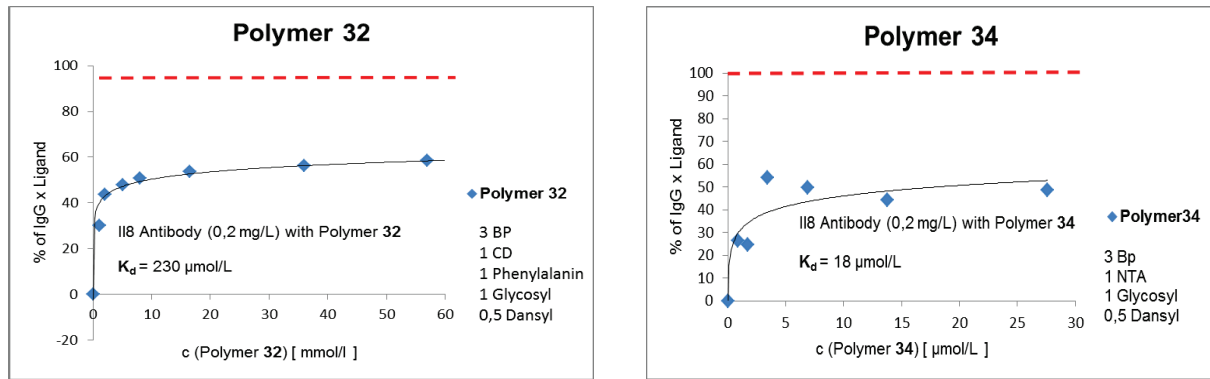 Polymer 32
100
80
60
40
20
0
-20
0 10 20 30 40 50 60
% of IgG x Ligand
c (Polymer 32) [ mmol/l ]
Il8 Antibody (0,2 mg/L) with Polymer 32
Kd = 230 µmol/L
Polymer 32
3 BP
1 CD
1 Phenylalanin
1 Glycosyl
0,5 Dansyl
Polymer 34
100
90
80
70
60
50
40
30
20
10
0
0 5 10 15 20 25 30
% of IgG x Ligand
c (Polymer 34) [ µmol/L ]
Il8 Antibody (0,2 mg/L) with Polymer 34
Kd = 18 µmol/L
Polymer34
3 Bp
1 NTA
1 Glycosyl
0,5 Dansyl